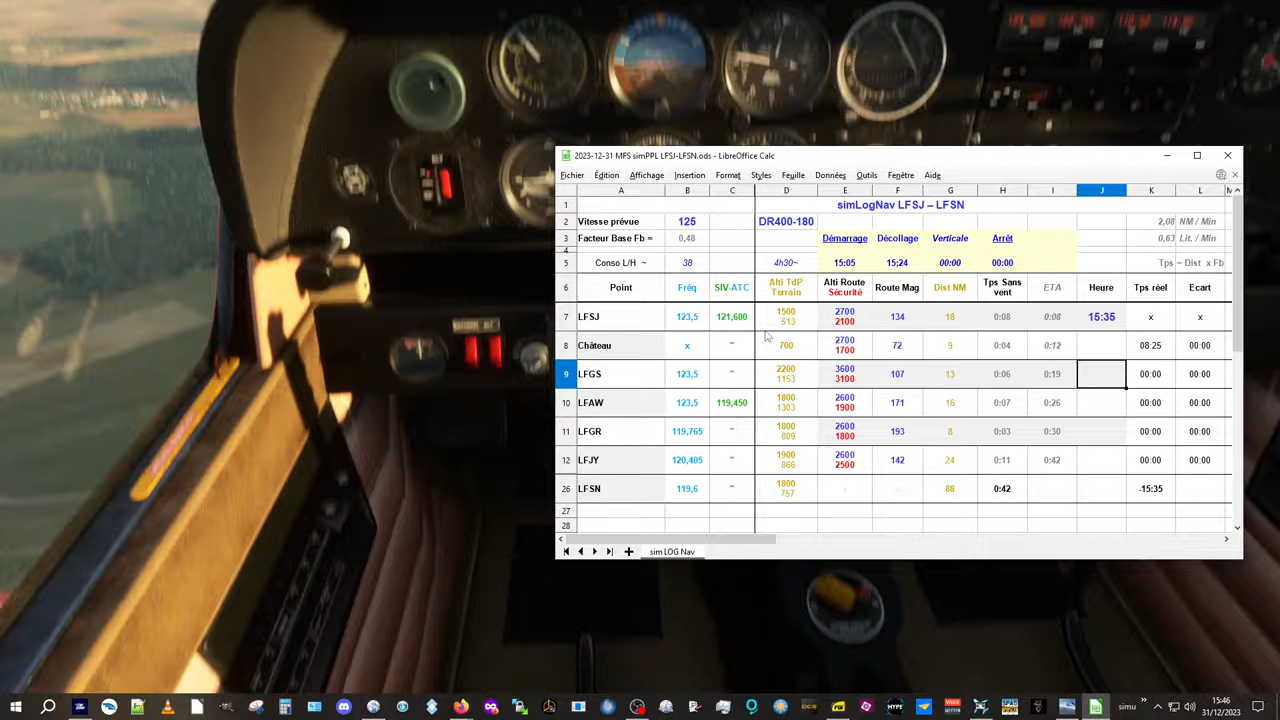 2023-12-31 MFS simPPL LFSJ-LFSN.ods - LibreOffice Calc
Fichier Édition Affichage Insertion Format Styles Feuille Données Outils Fenêtre Aide
A B C D E F G H I J K L
1 simLogNav LFSJ – LFSN
2 Vitesse prévue 125 DR400-180 2,08 NM / Min
3 Facteur Base Fb = 0,48 Démarrage Décollage Verticale Arrêt 0,63 Lit. / Min
4
5 Conso L/H ~ 38 4h30~ 15:05 15;24 00:00 00:00 Tps = Dist x Fb
6 Point Fréq SIV-ATC Alti TdP Terrain Alti Route Sécurité Route Mag Dist NM Tps Sans vent ETA Heure Tps réel Ecart
7 LFSJ 123,5 121,600 1500 513 2700 2100 134 18 0:08 0:08 15:35 x x
8 Château x " 700 2700 1700 72 9 0:04 0:12 08:25 00:00
9 LFGS 123,5 " 2200 1153 3600 3100 107 13 0:06 0:19 00:00 00:00
10 LFAW 123,5 119,450 1800 1303 2600 1900 171 16 0:07 0:26 00:00 00:00
11 LFGR 119,765 " 1800 809 2600 1800 193 8 0:03 0:30 00:00 00:00
12 LFJY 120,405 " 1900 866 2600 2500 142 24 0:11 0:42 00:00 00:00
26 LFSN 119,6 " 1800 757 x x 88 0:42 -15:35
27
28
sim LOG Nav
simu
15:46
31/12/2023